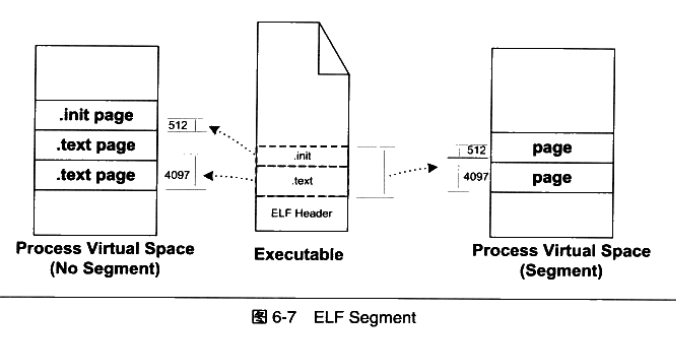 .init page
.text page
.text page
512
4097
Process Virtual Space
(No Segment)
.init
.text
ELF Header
Executable
512
4097
page
page
Process Virtual Space
(Segment)
图 6-7 ELF Segment